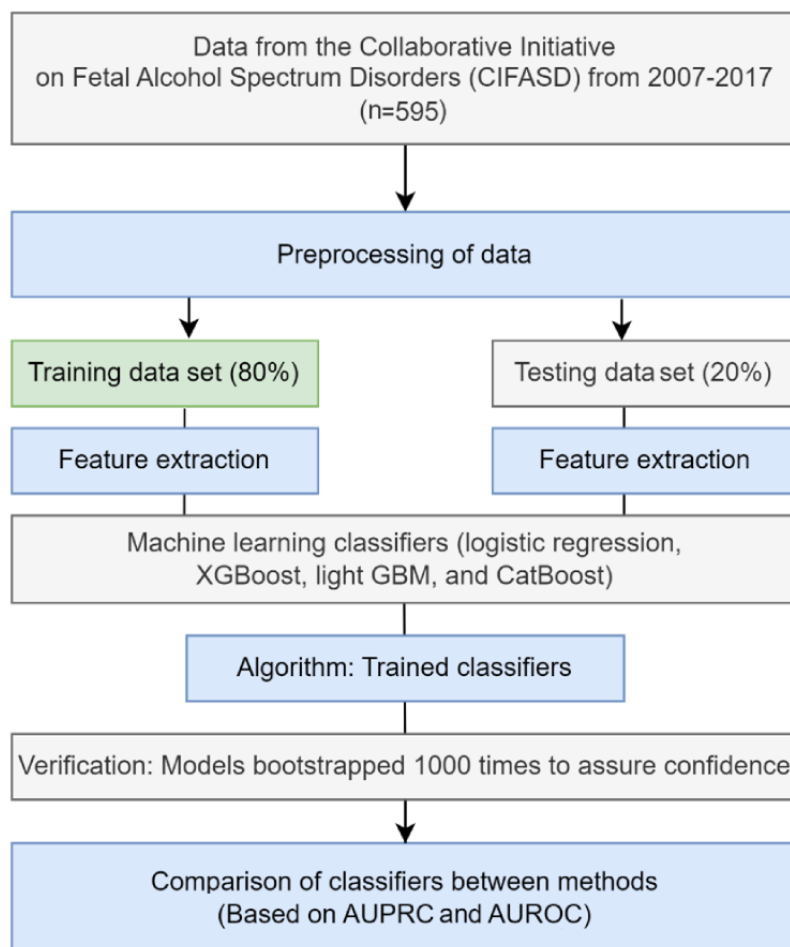 Data from the Collaborative Initiative
on Fetal Alcohol Spectrum Disorders (CIFASD) from 2007-2017
(n=595)
Preprocessing of data
Training data set (80%)
Testing data set (20%)
Feature extraction
Feature extraction
Machine learning classifiers (logistic regression,
XGBoost, light GBM, and CatBoost)
Algorithm: Trained classifiers
Verification: Models bootstrapped 1000 times to assure confidence
Comparison of classifiers between methods
(Based on AUPRC and AUROC)